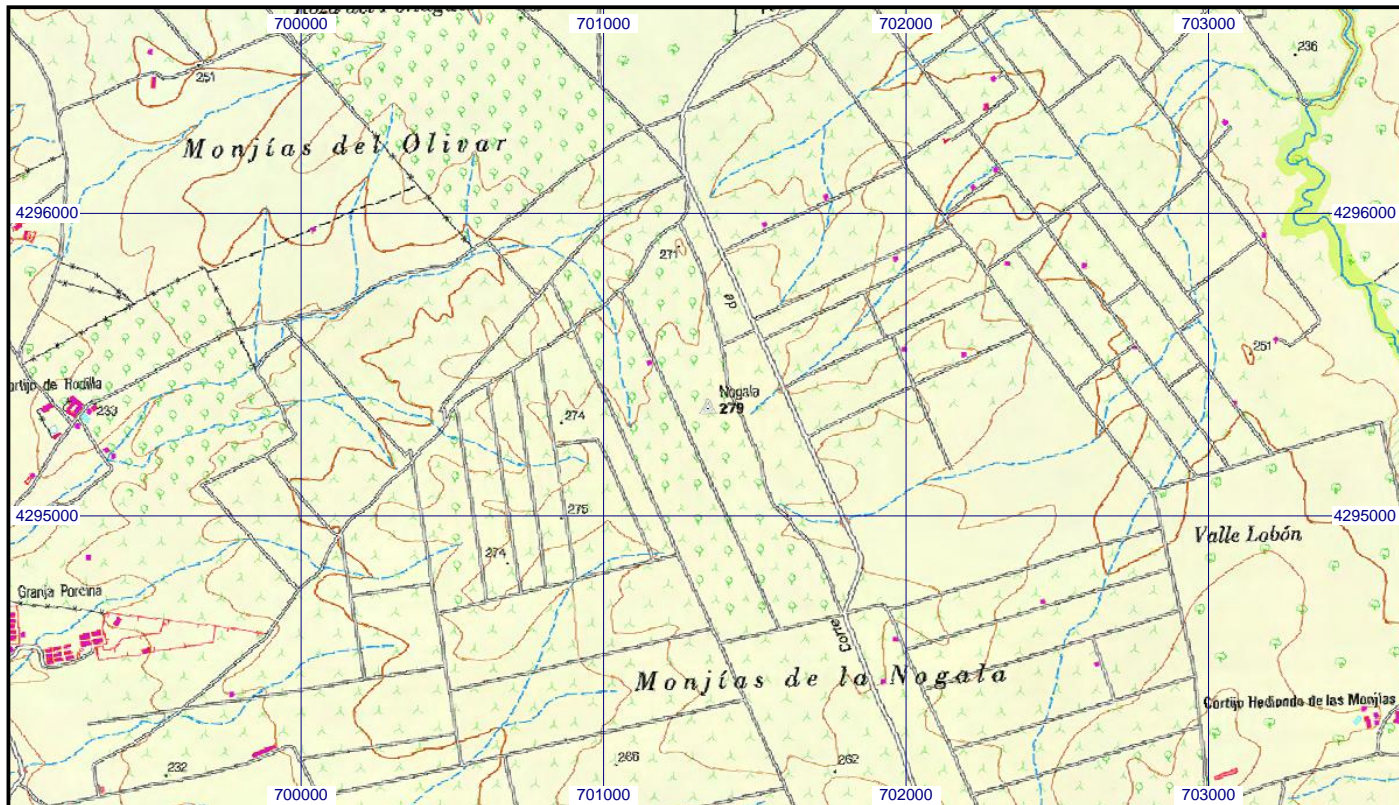 700000
701000
702000
703000
236
251
Monjías del Olivar
4296000
4296000
271
de
251
Cortijo de Rodilla
233
Nogala
279
274
275
4295000
4295000
Valle Lobón
274
Granja Porcina
Corre
Monjías de la Nogala
Cortijo Hediondo de las Monjías
232
266
262
700000
701000
702000
703000